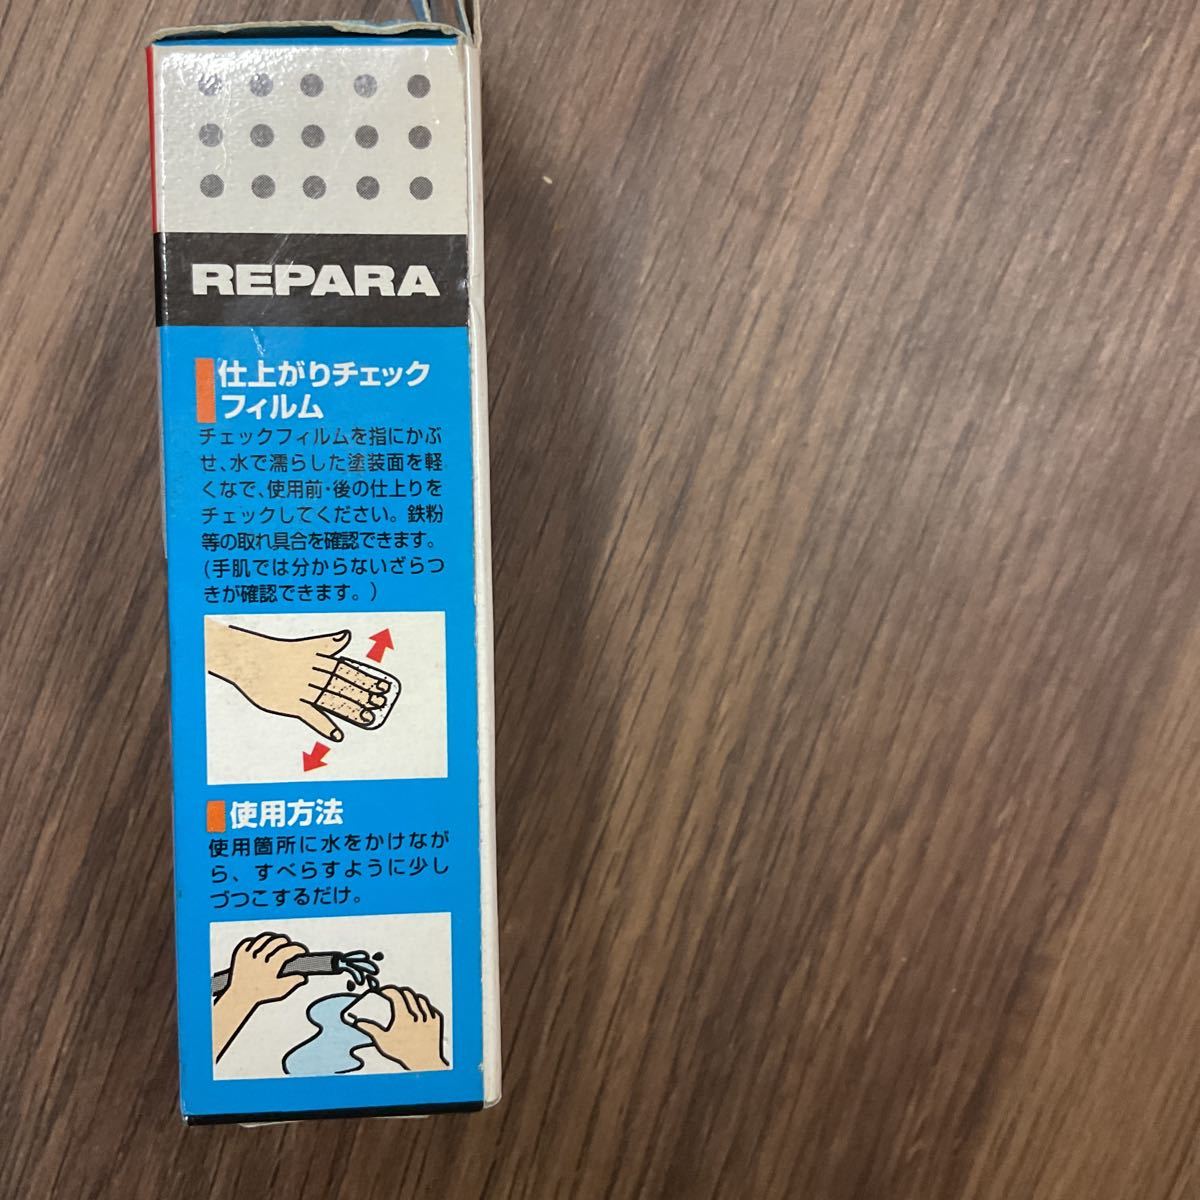 REPARA
仕上がりチェック
フィルム
チェックフィルムを指にかぶ
せ、水で濡らした塗装面を軽
くなで、使用前・後の仕上りを
チェックしてください。鉄粉
等の取れ具合を確認できます。
(手肌では分からないざらつ
きが確認できます。)
使用方法
使用箇所に水をかけなが
ら、すべらすように少し
づつこするだけ。